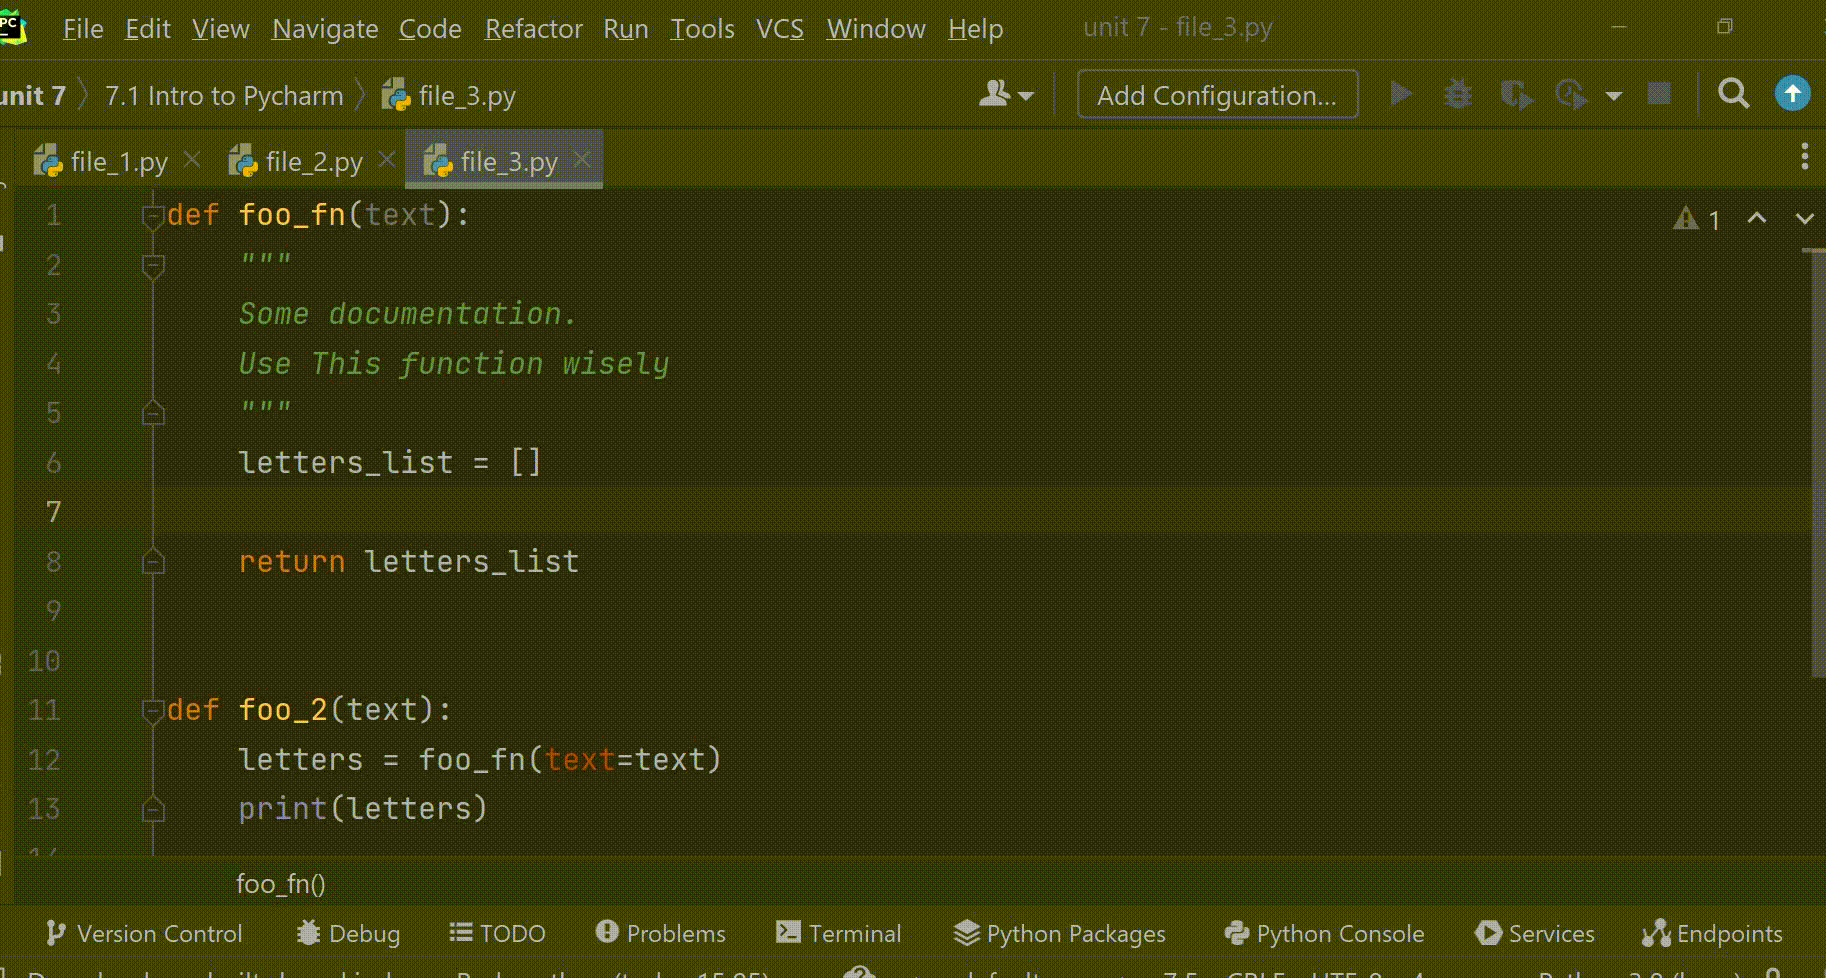 PC
File Edit View Navigate Code Refactor Run Tools VCS Window Help unit 7 - file_3.py
unit 7 7.1 Intro to Pycharm file_3.py Add Configuration...
file_1.py file_2.py file_3.py
1 def foo_fn(text): 1
2 """
3 Some documentation.
4 Use This function wisely
5 """
6 letters_list = []
7
8 return letters_list
9
10
11 def foo_2(text):
12 letters = foo_fn(text=text)
13 print(letters)
14
foo_fn()
Version Control Debug TODO Problems Terminal Python Packages Python Console Services Endpoints